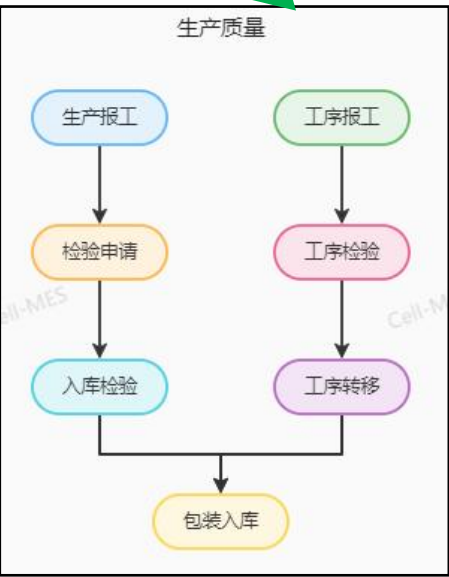 生产质量
生产报工
工序报工
检验申请
工序检验
ell-MES
Cell-M
入库检验
工序转移
包装入库